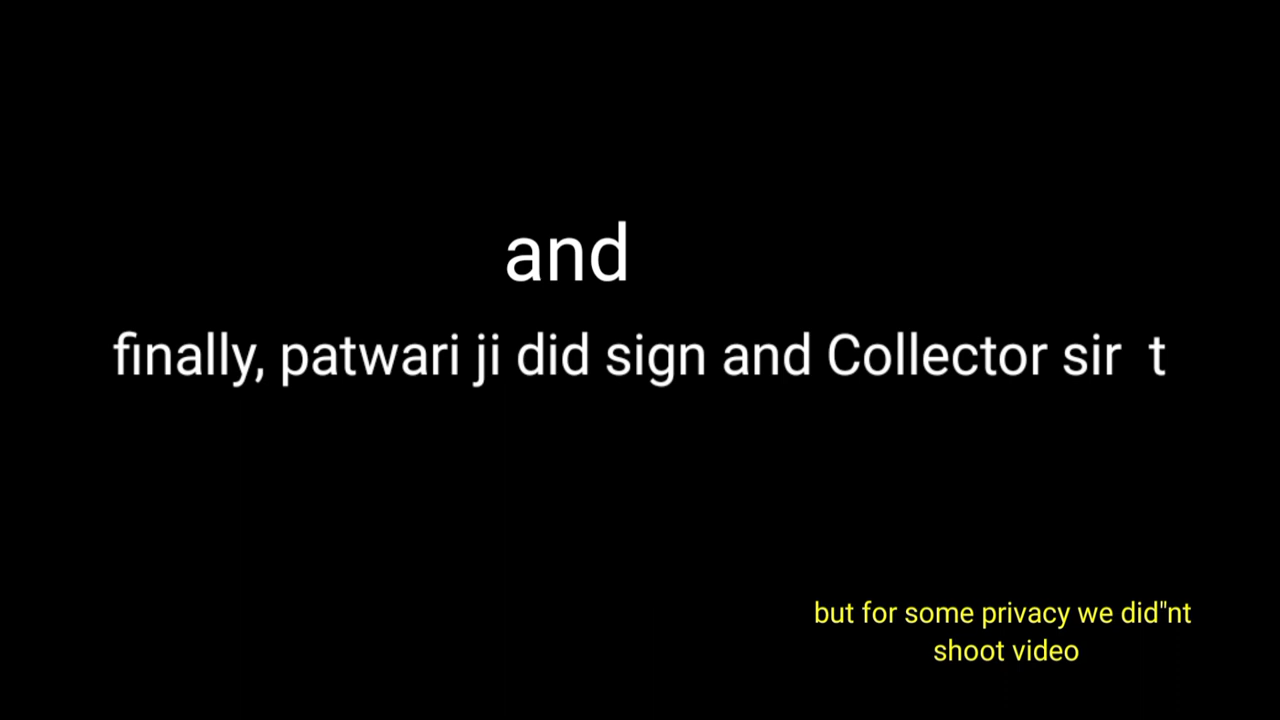 and
finally, patwari ji did sign and Collector sir t
but for some privacy we did"nt
shoot video